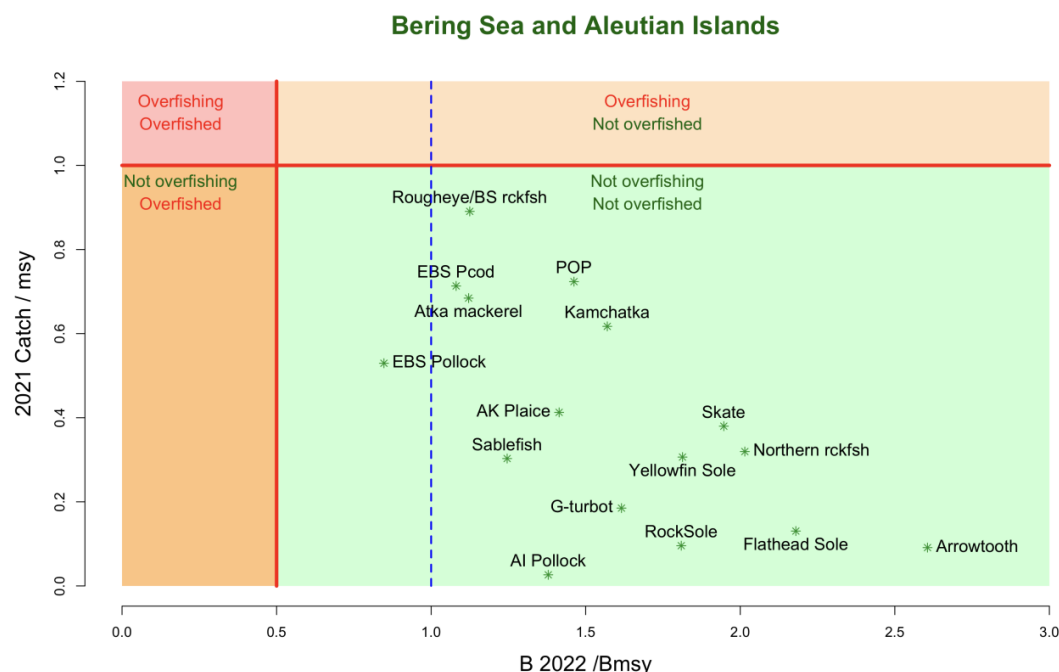 Bering Sea and Aleutian Islands
1.2
Overfishing
Overfished
Overfishing
Not overfished
1.0
Not overfishing
Overfished
Not overfishing
Not overfished
Rougheye/BS rckfsh
0.8
EBS Pcod
POP
Atka mackerel
Kamchatka
0.6
EBS Pollock
2021 Catch / msy
0.4
AK Plaice
Skate
Sablefish
Northern rckfsh
Yellowfin Sole
0.2
G-turbot
RockSole
Flathead Sole
Arrowtooth
AI Pollock
0.0
0.0 0.5 1.0 1.5 2.0 2.5 3.0
B 2022 /Bmsy